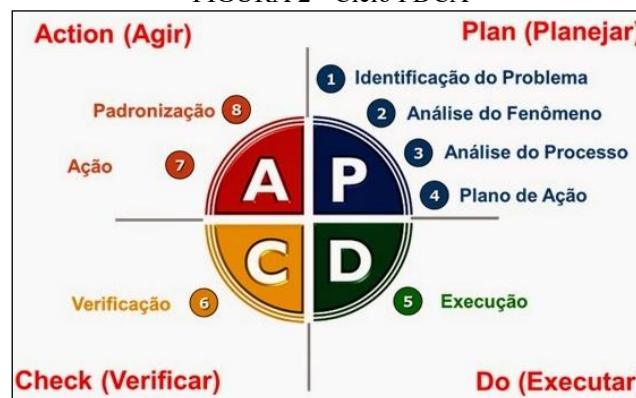 Action (Agir)
Plan (Planejar)
1 Identificação do Problema
2 Análise do Fenômeno
3 Análise do Processo
4 Plano de Ação
Padronização 8
Ação 7
A P
C D
Verificação 6
5 Execução
Check (Verificar)
Do (Executar